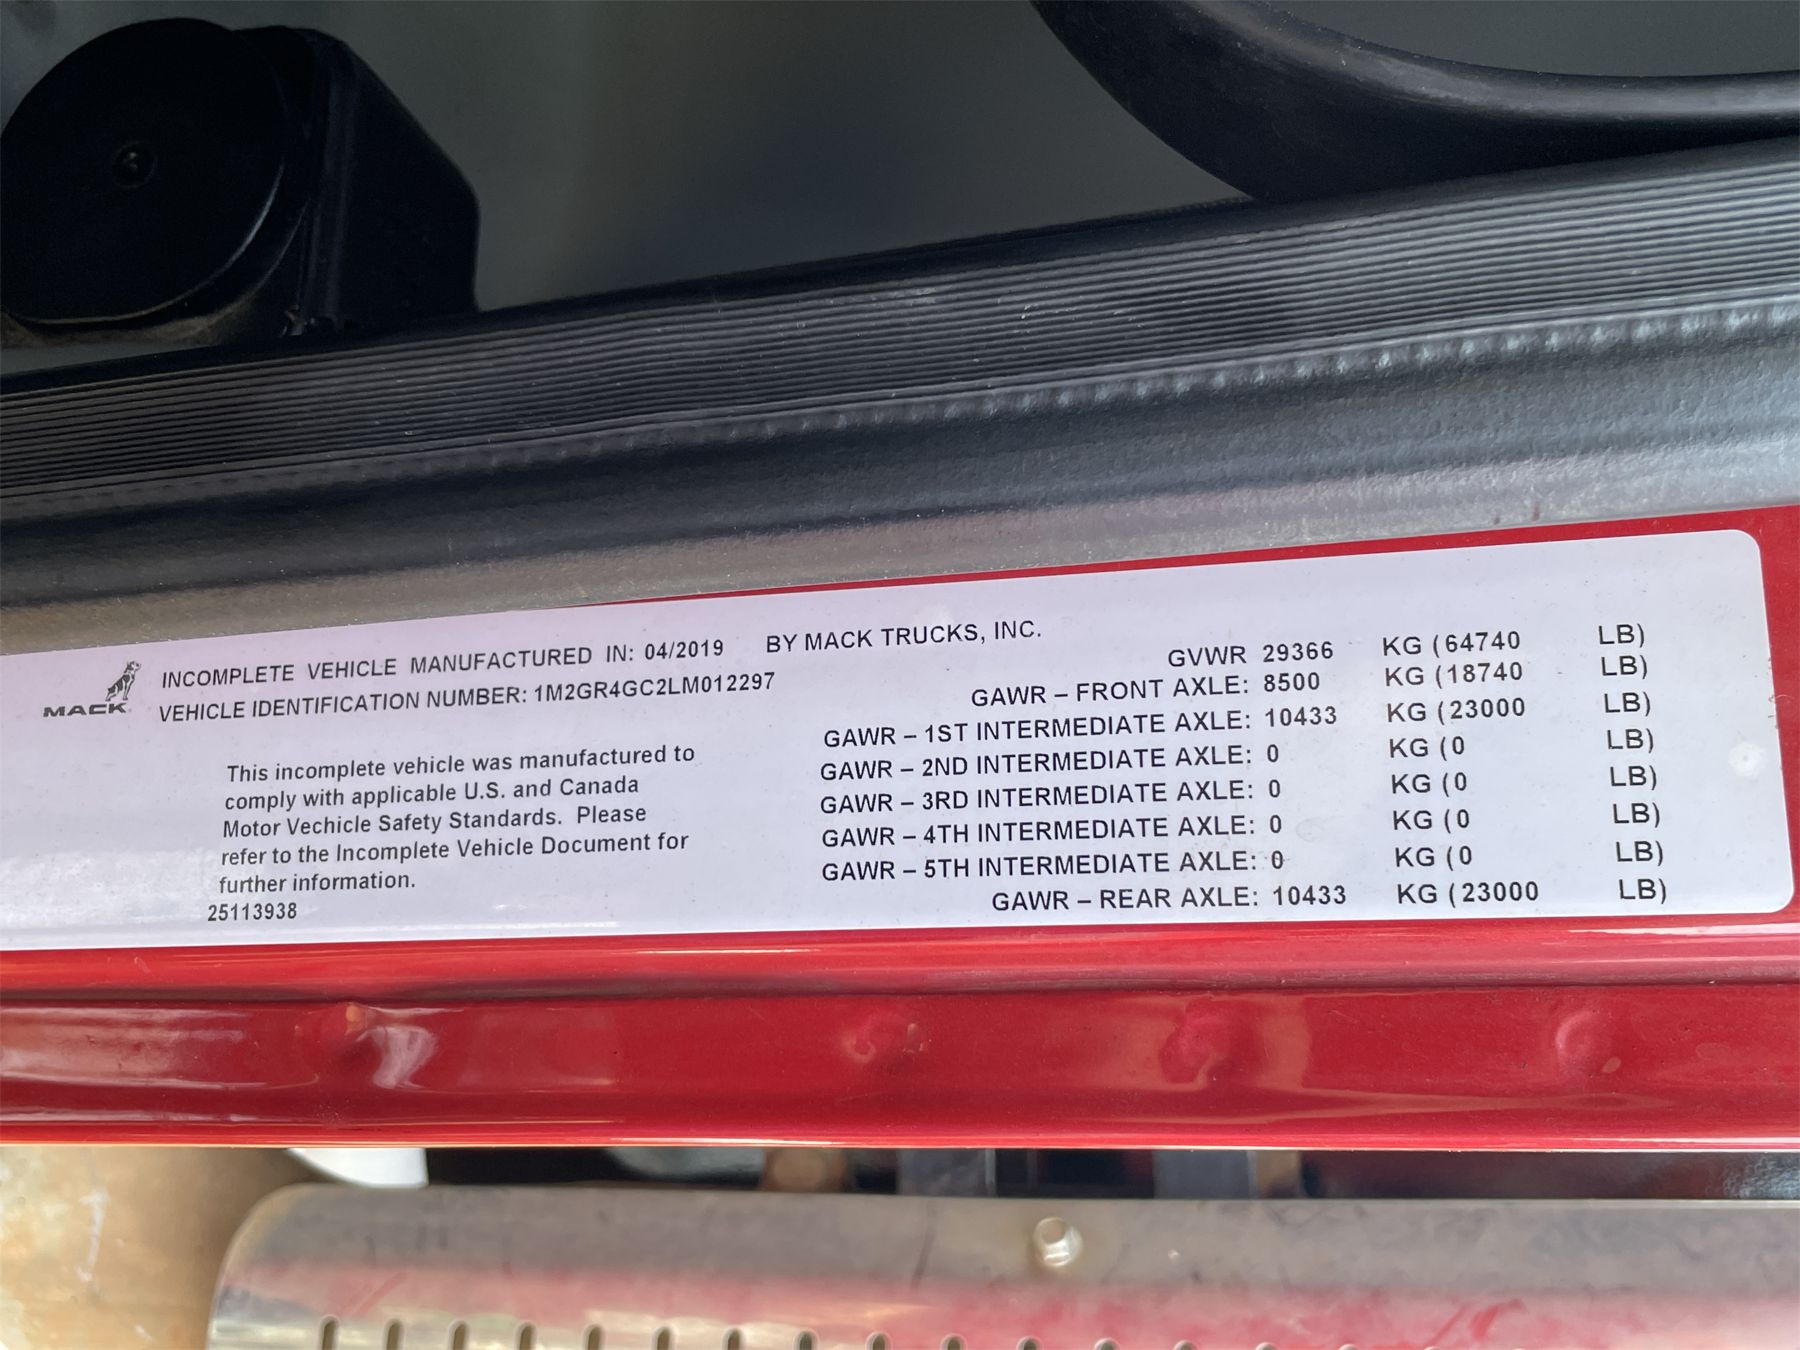 MACK
INCOMPLETE VEHICLE MANUFACTURED IN: 04/2019 BY MACK TRUCKS, INC.
VEHICLE IDENTIFICATION NUMBER: 1M2GR4GC2LM012297
This incomplete vehicle was manufactured to
comply with applicable U.S. and Canada
Motor Vechicle Safety Standards. Please
refer to the Incomplete Vehicle Document for
further information.
25113938
GVWR 29366 KG (64740 LB)
GAWR – FRONT AXLE: 8500 KG (18740 LB)
GAWR – 1ST INTERMEDIATE AXLE: 10433 KG (23000 LB)
GAWR – 2ND INTERMEDIATE AXLE: 0 KG (0 LB)
GAWR – 3RD INTERMEDIATE AXLE: 0 KG (0 LB)
GAWR – 4TH INTERMEDIATE AXLE: 0 KG (0 LB)
GAWR – 5TH INTERMEDIATE AXLE: 0 KG (0 LB)
GAWR – REAR AXLE: 10433 KG (23000 LB)